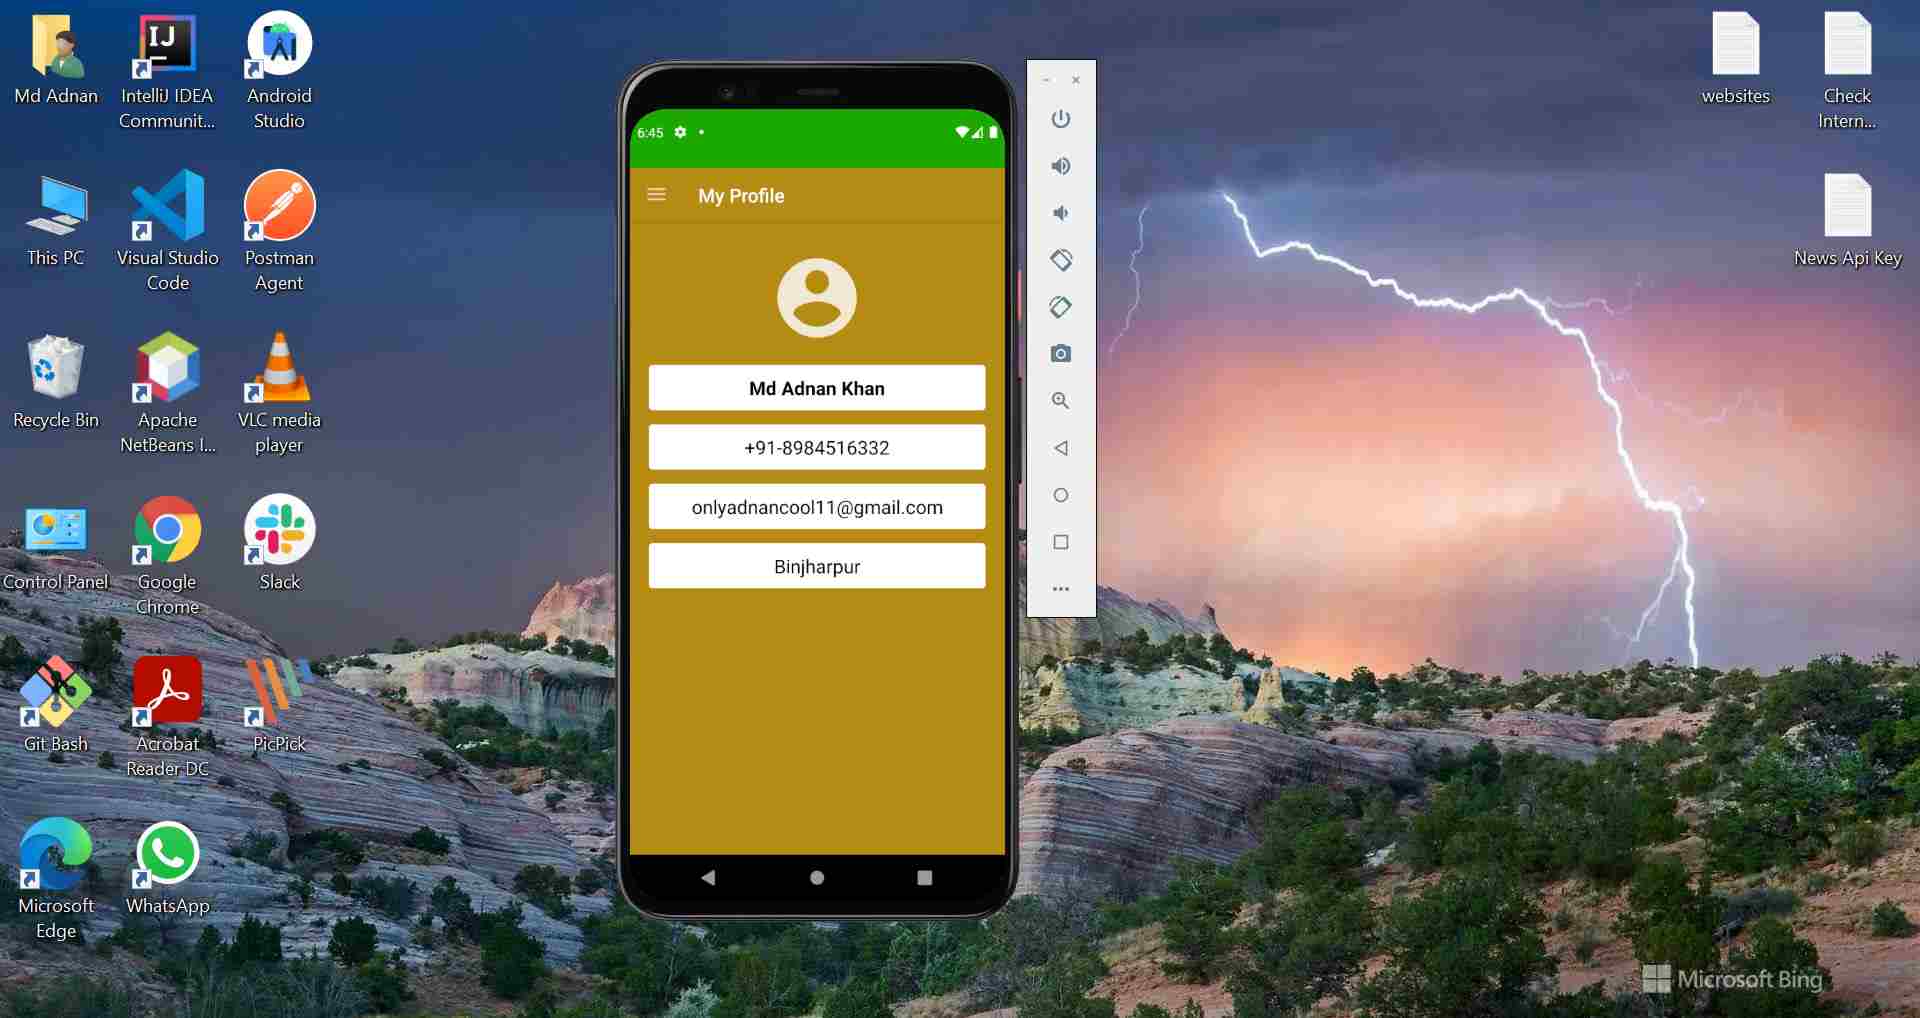 Md Adnan
IntelliJ IDEA
Communit...
Android
Studio
This PC
Visual Studio
Code
Postman
Agent
Recycle Bin
Apache
NetBeans I...
VLC media
player
Control Panel
Google
Chrome
Slack
Git Bash
Acrobat
Reader DC
PicPick
Microsoft
Edge
WhatsApp
6:45
My Profile
Md Adnan Khan
+91-8984516332
onlyadnancool11@gmail.com
Binjharpur
websites
Check
Intern...
News Api Key
Microsoft Bing
IJ